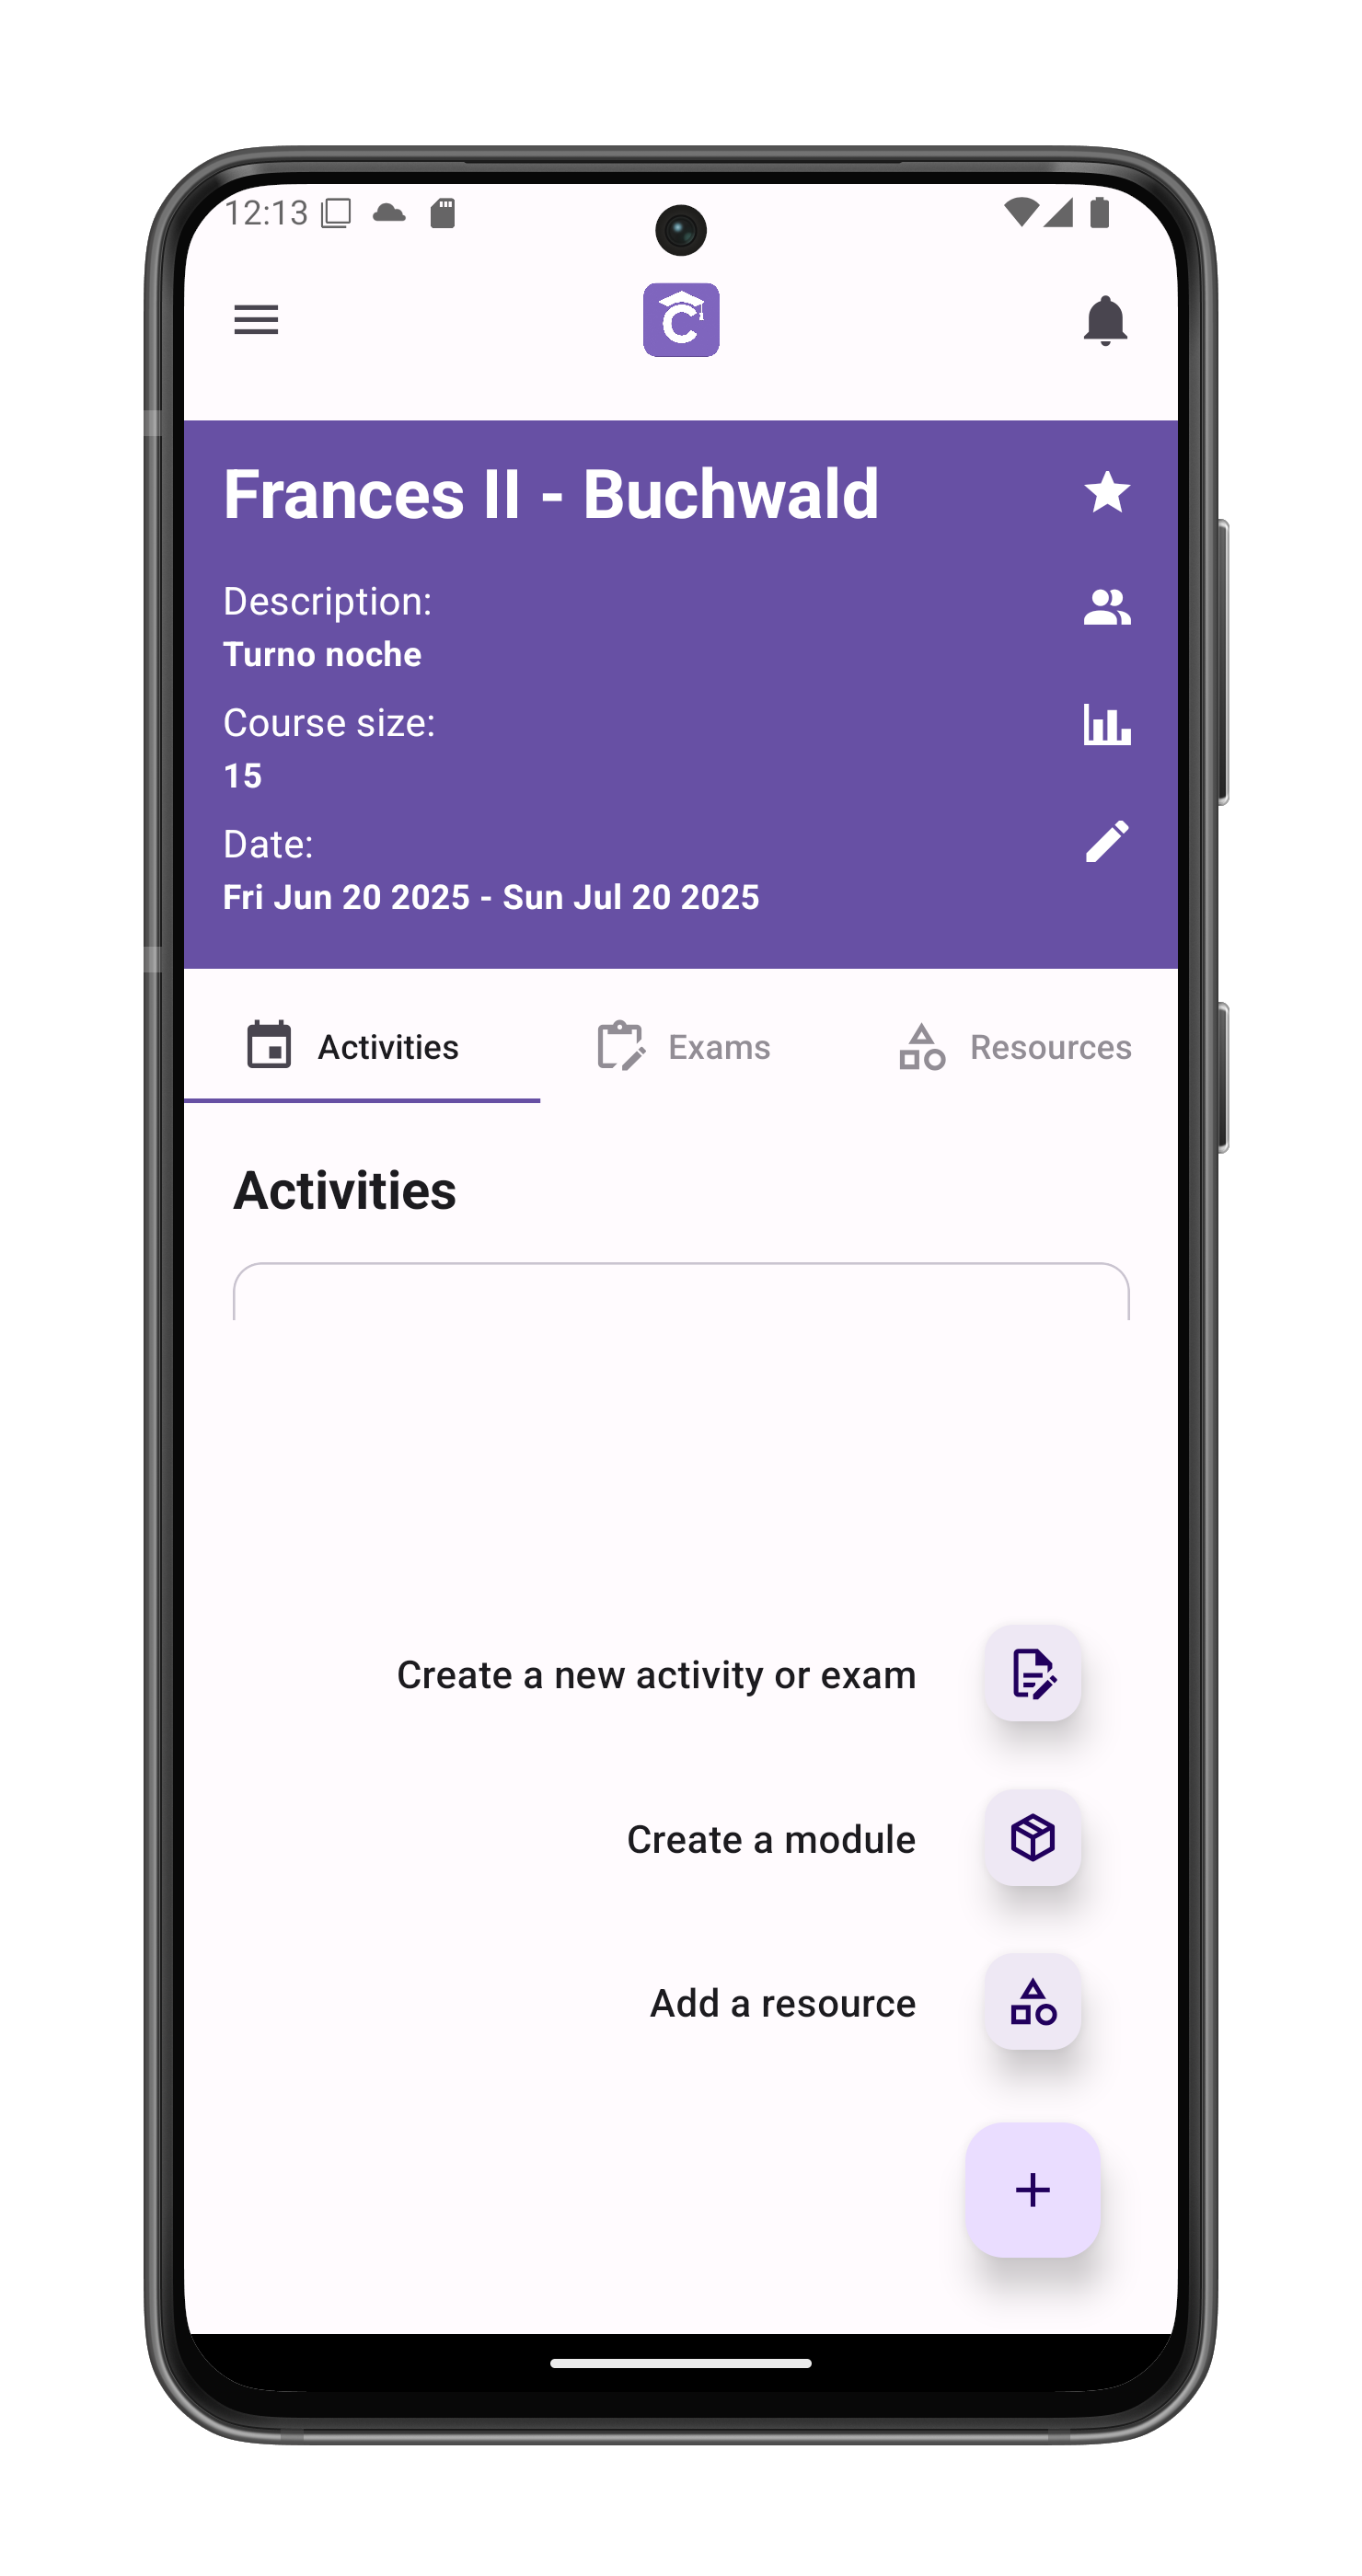 12:13
C
Frances II - Buchwald
Description:
Turno noche
Course size:
15
Date:
Fri Jun 20 2025 - Sun Jul 20 2025
Activities
Exams
Resources
Activities
Create a new activity or exam
Create a module
Add a resource